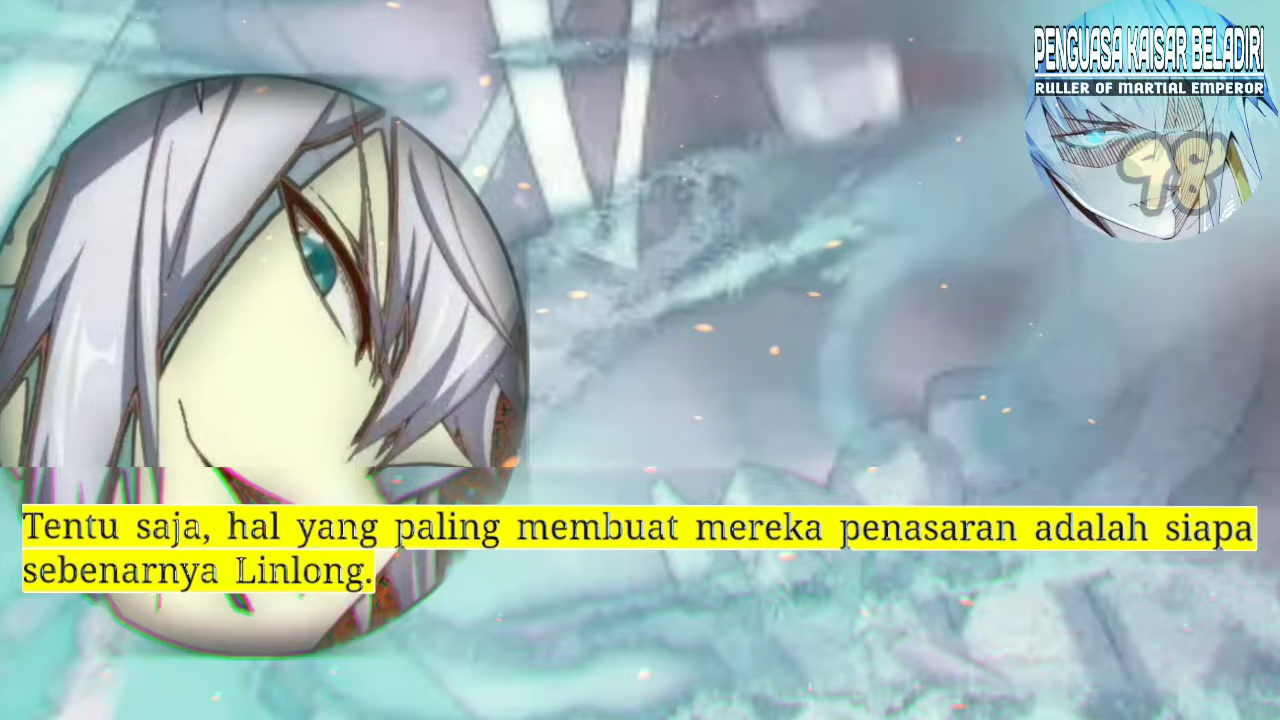 PENGUASA KAISAR BELADIRI
RULLER OF MARTIAL EMPEROR
Tentu saja, hal yang paling membuat mereka penasaran adalah siapa
sebenarnya Linlong.